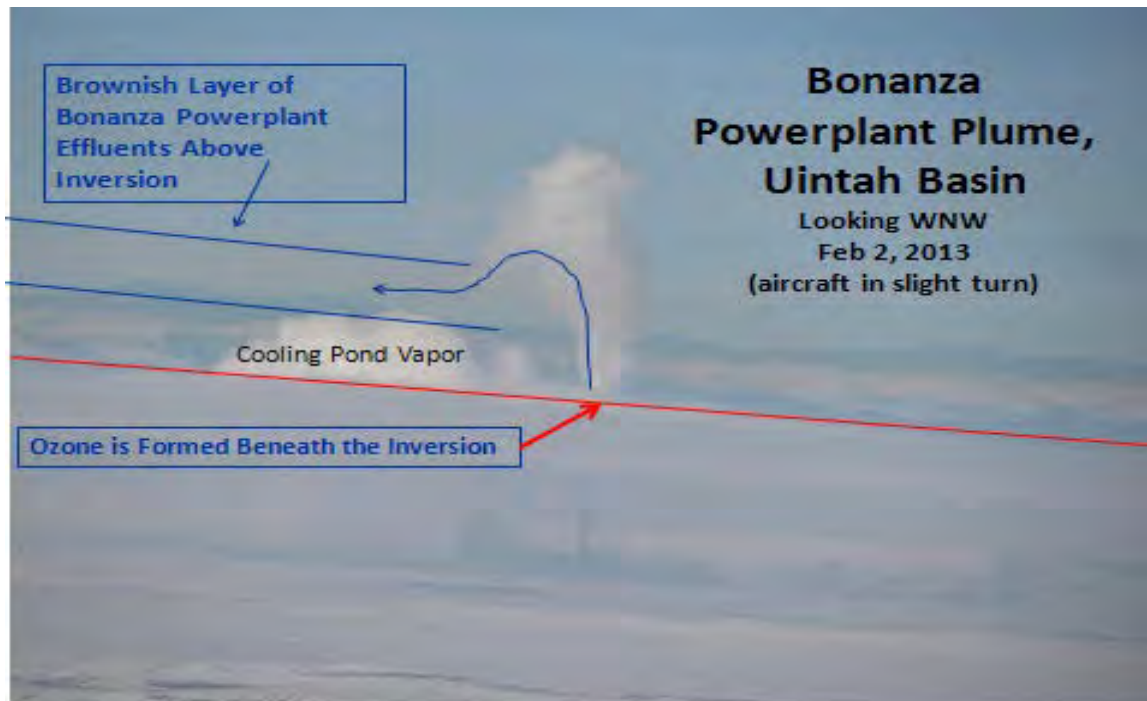 Brownish Layer of
Bonanza Powerplant
Effluents Above
Inversion
Bonanza
Powerplant Plume,
Uintah Basin
Looking WNW
Feb 2, 2013
(aircraft in slight turn)
Cooling Pond Vapor
Ozone is Formed Beneath the Inversion